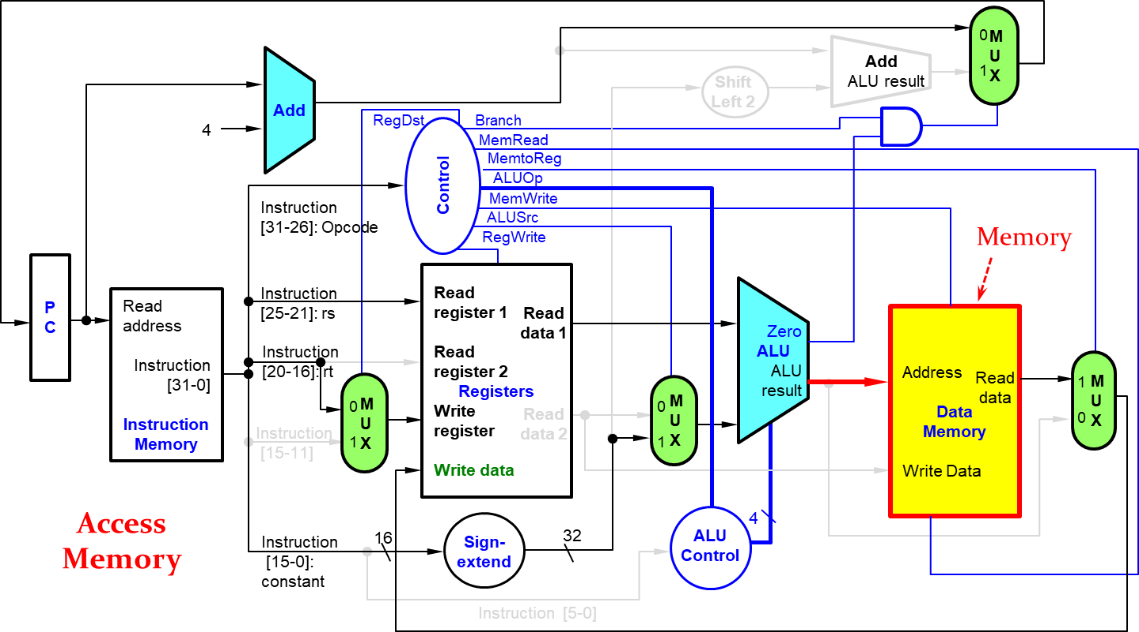 0 M
U
1 X
Add
ALU result
Shift
Left 2
Add
4
RegDst
Branch
MemRead
MemtoReg
ALUOp
MemWrite
ALUSrc
RegWrite
Control
Instruction
[31-26]: Opcode
Memory
P
C
Read
address
Instruction
[31-0]
Instruction
Memory
Instruction
[25-21]: rs
Instruction
[20-16]: rt
Instruction
[15-11]
0 M
U
1 X
Read
register 1
Read
data 1
Read
register 2
Registers
Write
register
Read
data 2
Write data
0 M
U
1 X
Zero
ALU
ALU
result
Address
Read
data
Data
Memory
Write Data
1 M
U
0 X
Access
Memory
Instruction
[15-0]:
constant
16
Sign-
extend
32
ALU
Control
4
Instruction [5-0]